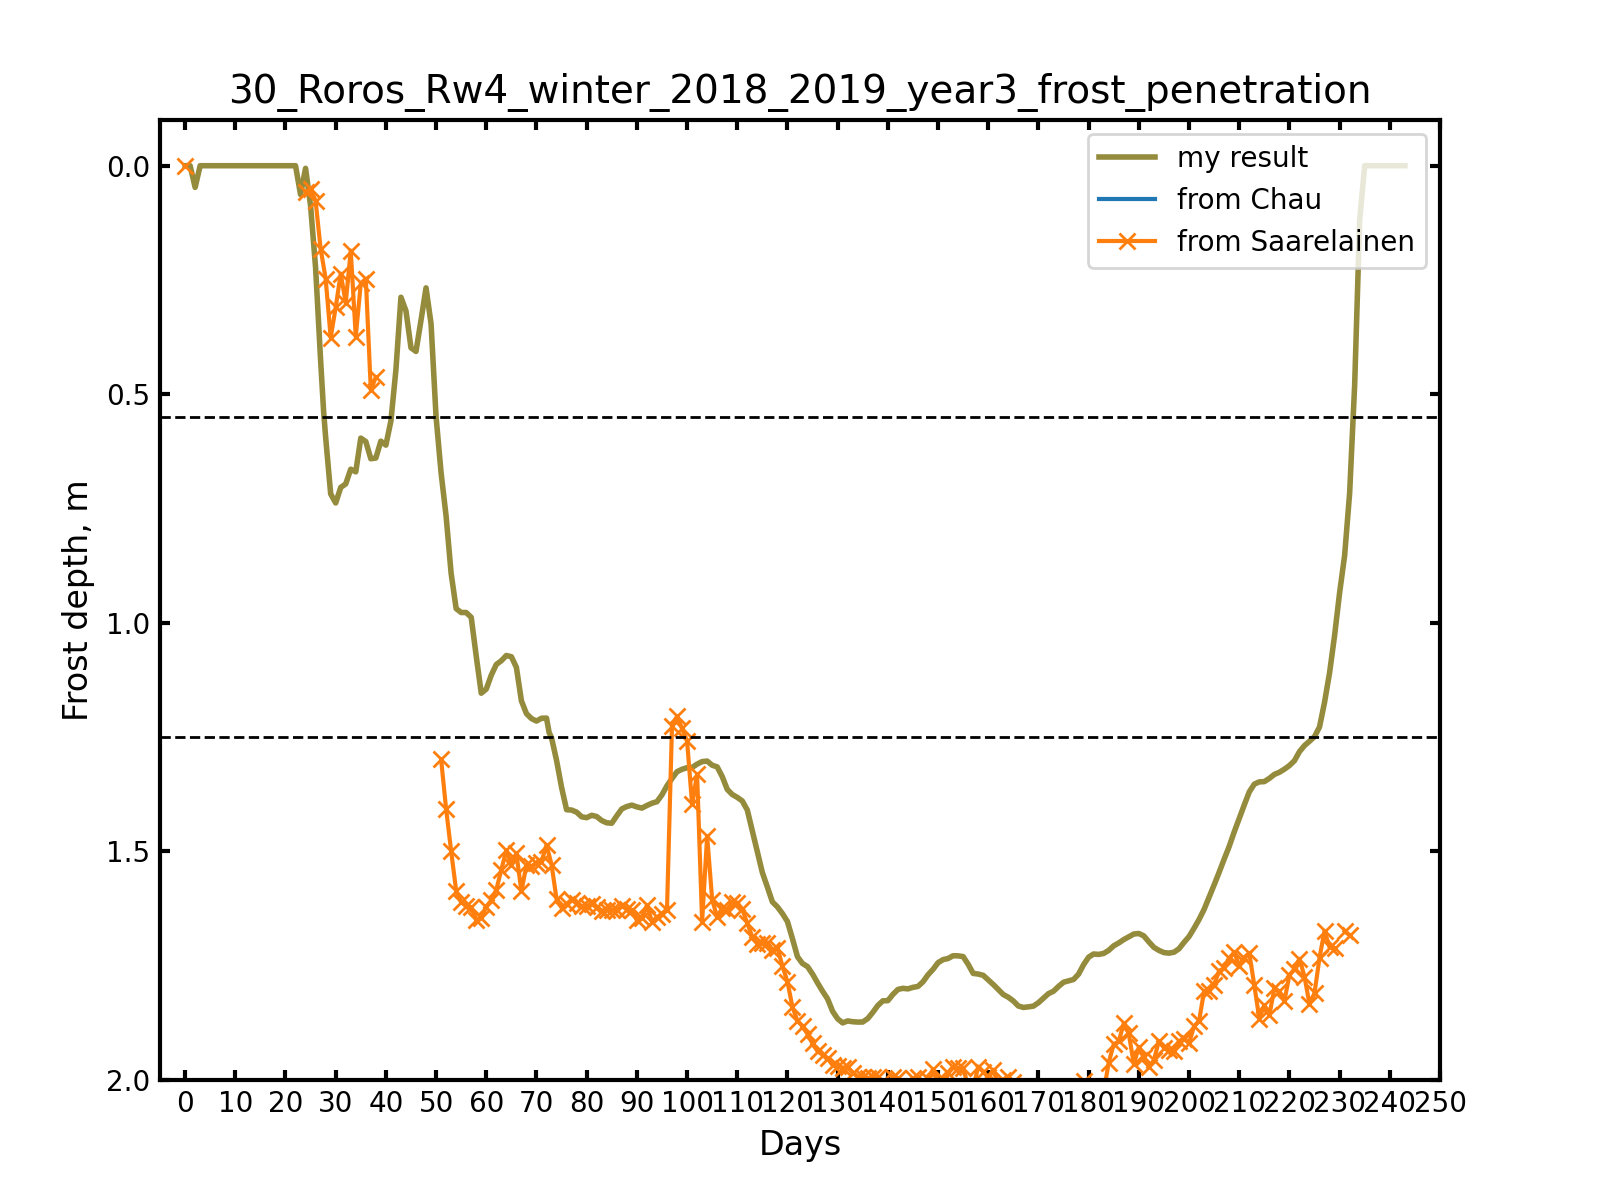 30_Roros_Rw4_winter_2018_2019_year3_frost_penetration
my result
from Chau
from Saarelainen
Frost depth, m
0.0
0.5
1.0
1.5
2.0
0 10 20 30 40 50 60 70 80 90 100 110 120 130 140 150 160 170 180 190 200 210 220 230 240 250
Days